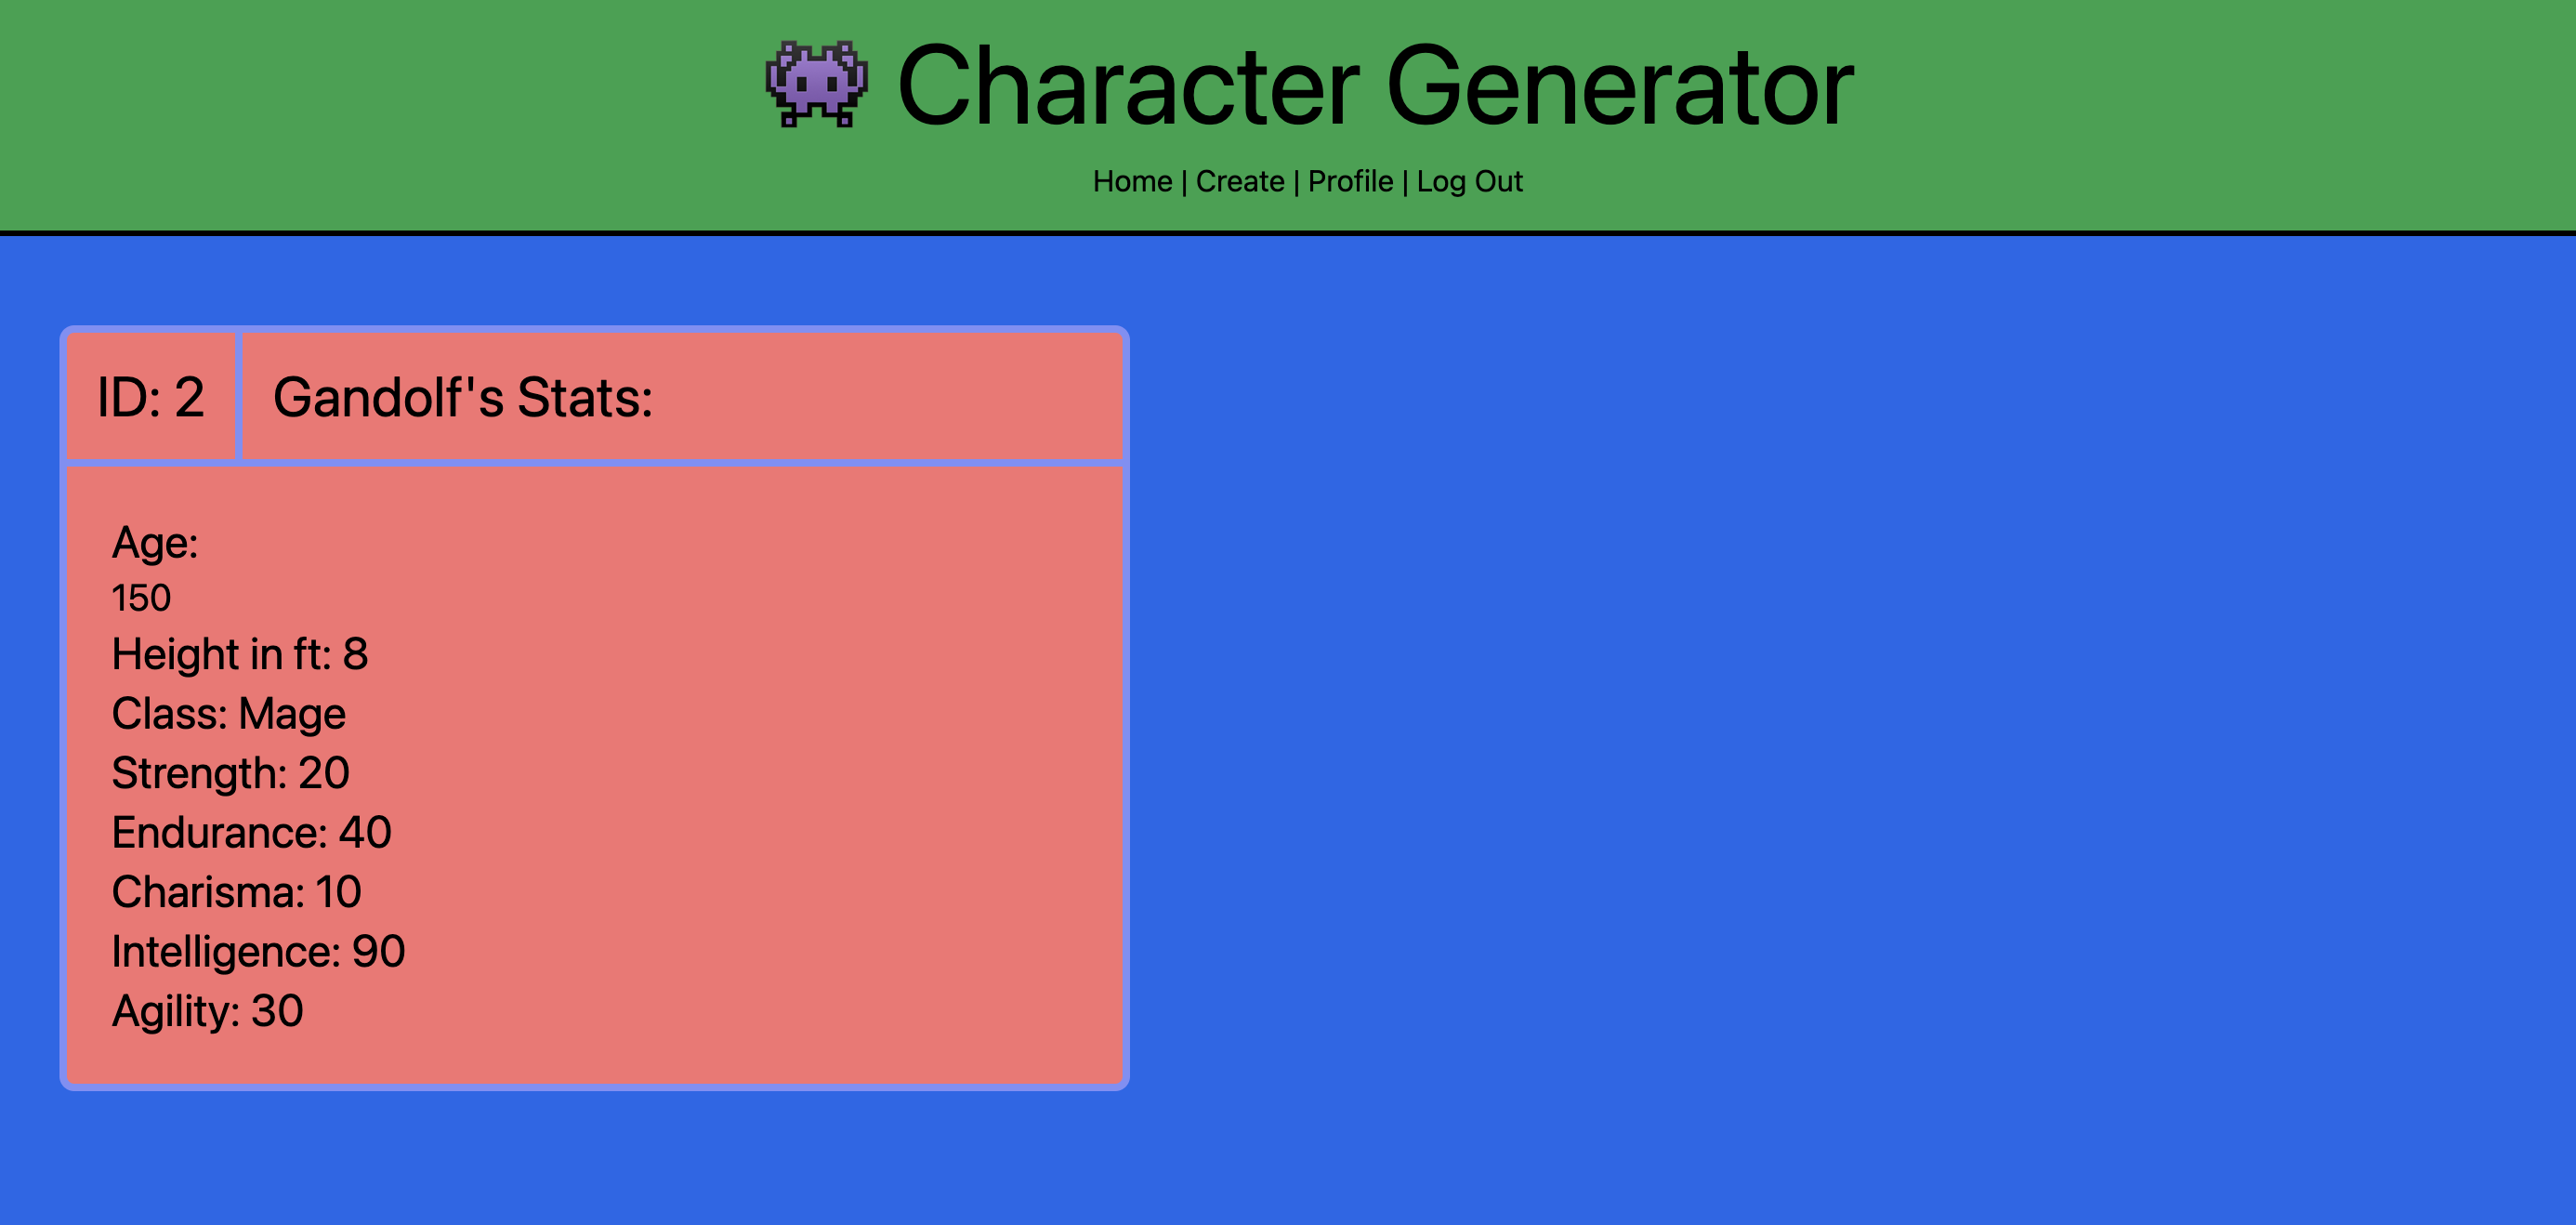 👾 Character Generator
Home | Create | Profile | Log Out
ID: 2
Gandolf's Stats:
Age:
150
Height in ft: 8
Class: Mage
Strength: 20
Endurance: 40
Charisma: 10
Intelligence: 90
Agility: 30